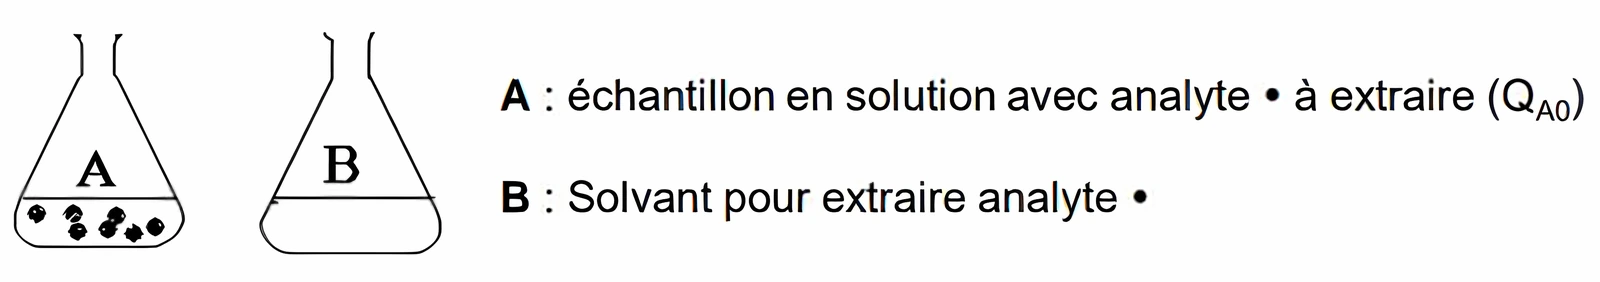 A
B
A : échantillon en solution avec analyte • à extraire (QA0)
B : Solvant pour extraire analyte •